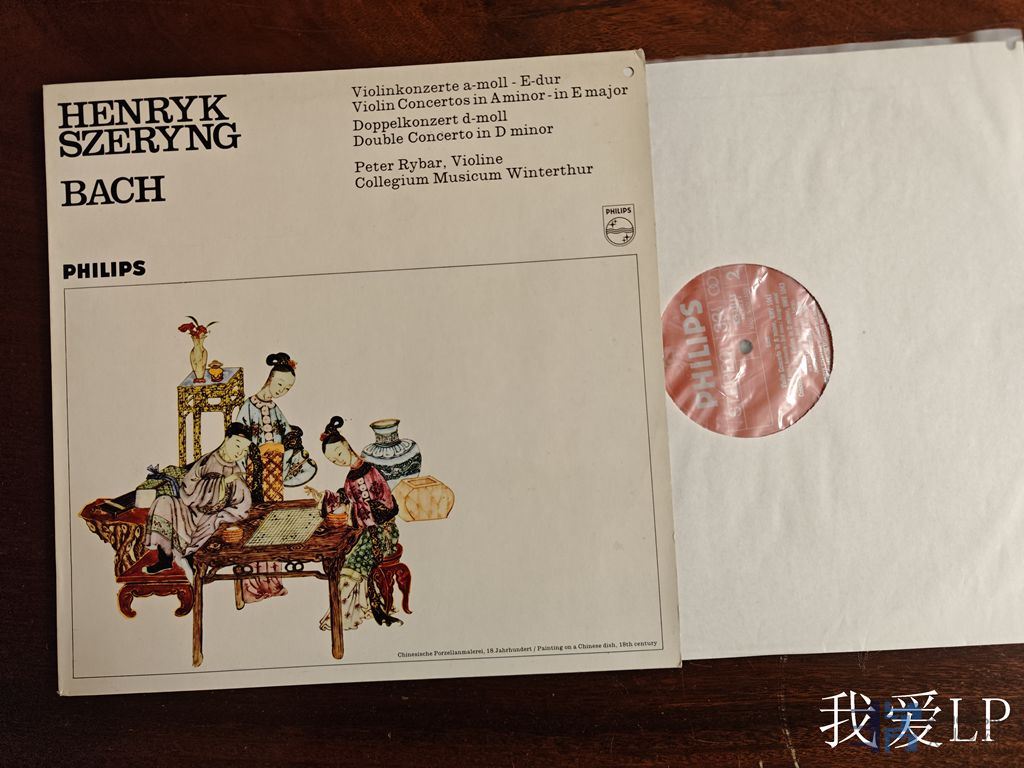 HENRYK
SZERYNG
BACH
PHILIPS
Violinkonzerte a-moll - E-dur
Violin Concertos in A minor - in E major
Doppelkonzert d-moll
Double Concerto in D minor
Peter Rybar, Violine
Collegium Musicum Winterthur
PHILIPS
Chinesische Porzellanmalerei, 18. Jahrhundert / Painting on a Chinese dish, 18th century
PHILIPS
2
我爱LP